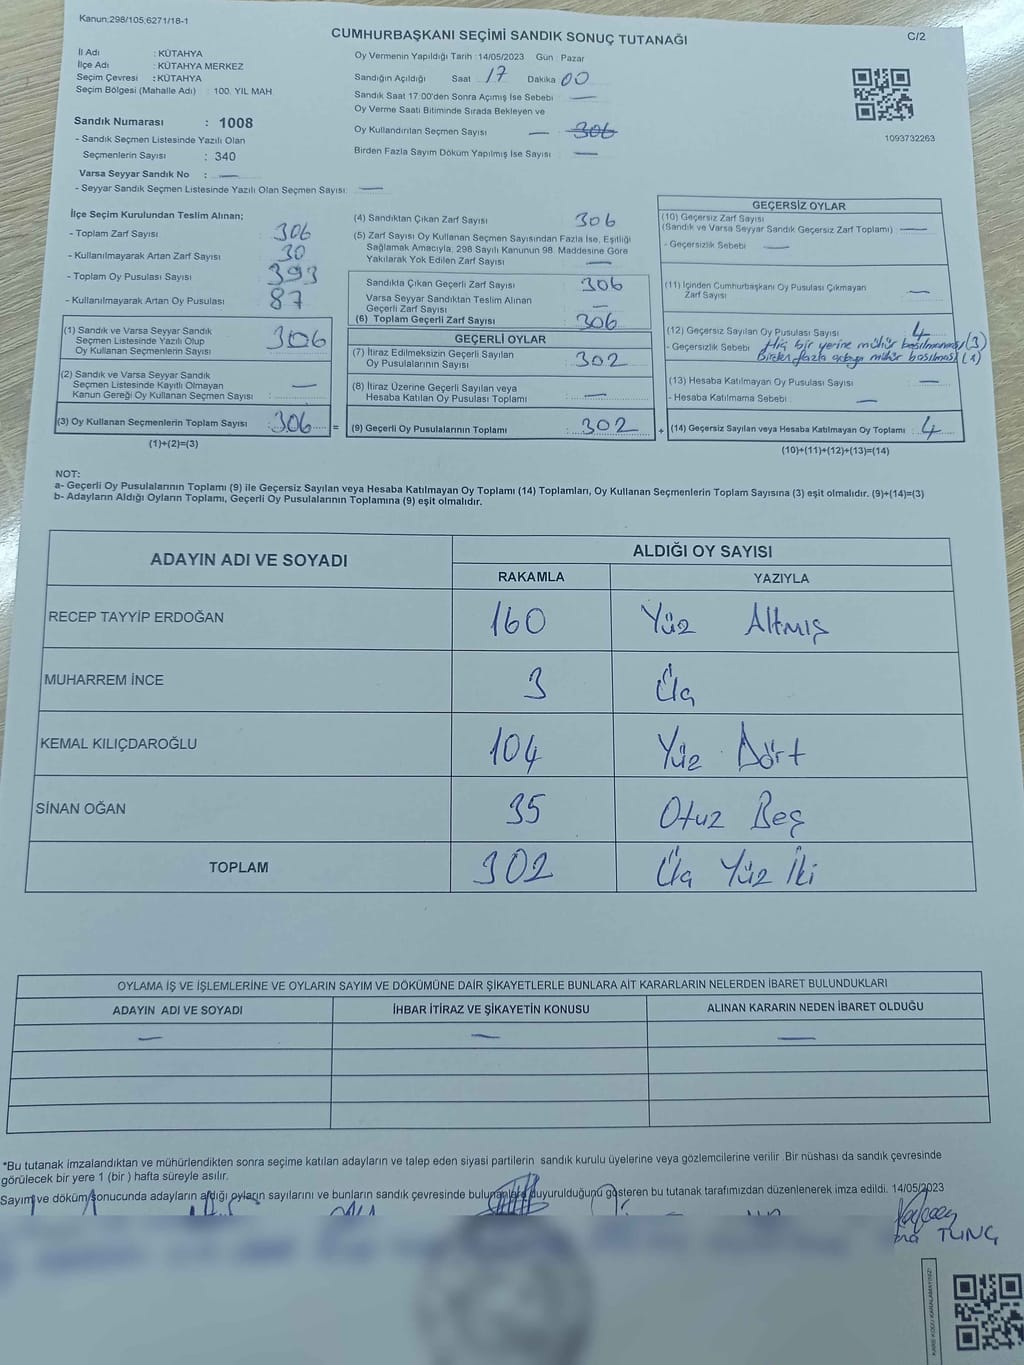 Kanun,298/105,6271/18-1
C/2
CUMHURBAŞKANI SEÇİMİ SANDIK SONUÇ TUTANAĞI
İl Adı : KÜTAHYA
İlçe Adı : KÜTAHYA MERKEZ
Seçim Çevresi : KÜTAHYA
Seçim Bölgesi (Mahalle Adı) : 100. YIL MAH
Sandık Numarası : 1008
- Sandık Seçmen Listesinde Yazılı Olan
Seçmenlerin Sayısı : 340
Varsa Seyyar Sandık No : —
- Seyyar Sandık Seçmen Listesinde Yazılı Olan Seçmen Sayısı: —
Oy Vermenin Yapıldığı Tarih :14/05/2023 Gün : Pazar
Sandığın Açıldığı Saat 17 Dakika 00
Sandık Saat 17:00'den Sonra Açımış İse Sebebi —
Oy Verme Saati Bitiminde Sırada Bekleyen ve
Oy Kullandırılan Seçmen Sayısı — 306
Birden Fazla Sayım Döküm Yapılmış İse Sayısı —
1093732263
İlçe Seçim Kurulundan Teslim Alınan;
- Toplam Zarf Sayısı 306
- Kullanılmayarak Artan Zarf Sayısı 30
- Toplam Oy Pusulası Sayısı 393
- Kullanılmayarak Artan Oy Pusulası 87
(1) Sandık ve Varsa Seyyar Sandık
Seçmen Listesinde Yazılı Olup
Oy Kullanan Seçmenlerin Sayısı 306
(2) Sandık ve Varsa Seyyar Sandık
Seçmen Listesinde Kayıtlı Olmayan
Kanun Gereği Oy Kullanan Seçmen Sayısı : —
(3) Oy Kullanan Seçmenlerin Toplam Sayısı : 306 =
(1)+(2)=(3)
(4) Sandıktan Çıkan Zarf Sayısı 306
(5) Zarf Sayısı Oy Kullanan Seçmen Sayısından Fazla İse, Eşitliği
Sağlamak Amacıyla, 298 Sayılı Kanunun 98. Maddesine Göre
Yakılarak Yok Edilen Zarf Sayısı —
Sandıkla Çıkan Geçerli Zarf Sayısı 306
Varsa Seyyar Sandıktan Teslim Alınan
Geçerli Zarf Sayısı —
(6) Toplam Geçerli Zarf Sayısı 306
GEÇERLİ OYLAR
(7) İtiraz Edilmeksizin Geçerli Sayılan
Oy Pusulalarının Sayısı 302
(8) İtiraz Üzerine Geçerli Sayılan veya
Hesaba Katılan Oy Pusulası Toplamı —
(9) Geçerli Oy Pusulalarının Toplamı : 302 +
GEÇERSİZ OYLAR
(10) Geçersiz Zarf Sayısı
(Sandık ve Varsa Seyyar Sandık Geçersiz Zarf Toplamı) —
- Geçersizlik Sebebi —
(11) İçinden Cumhurbaşkanı Oy Pusulası Çıkmayan
Zarf Sayısı —
(12) Geçersiz Sayılan Oy Pusulası Sayısı 4
- Geçersizlik Sebebi Hiç bir yerine mühür basılmaması (3)
Birden fazla adaya mühür basılması (1)
(13) Hesaba Katılmayan Oy Pusulası Sayısı —
- Hesaba Katılmama Sebebi : —
(14) Geçersiz Sayılan veya Hesaba Katılmayan Oy Toplamı : 4
(10)+(11)+(12)+(13)=(14)
NOT:
a- Geçerli Oy Pusulalarının Toplamı (9) ile Geçersiz Sayılan veya Hesaba Katılmayan Oy Toplamı (14) Toplamları, Oy Kullanan Seçmenlerin Toplam Sayısına (3) eşit olmalıdır. (9)+(14)=(3)
b- Adayların Aldığı Oyların Toplamı, Geçerli Oy Pusulalarının Toplamına (9) eşit olmalıdır.
ADAYIN ADI VE SOYADI ALDIĞI OY SAYISI
RAKAMLA YAZIYLA
RECEP TAYYİP ERDOĞAN 160 Yüz Altmış
MUHARREM İNCE 3 Üç
KEMAL KILIÇDAROĞLU 104 Yüz Dört
SİNAN OĞAN 35 Otuz Beş
TOPLAM 302 Üç Yüz İki
OYLAMA İŞ VE İŞLEMLERİNE VE OYLARIN SAYIM VE DÖKÜMÜNE DAİR ŞİKAYETLERLE BUNLARA AİT KARARLARIN NELERDEN İBARET BULUNDUKLARI
ADAYIN ADI VE SOYADI İHBAR İTİRAZ VE ŞİKAYETİN KONUSU ALINAN KARARIN NEDEN İBARET OLDUĞU
— — —
*Bu tutanak imzalandıktan ve mühürlendikten sonra seçime katılan adayların ve talep eden siyasi partilerin sandık kurulu üyelerine veya gözlemcilerine verilir. Bir nüshası da sandık çevresinde
görülecek bir yere 1 (bir) hafta süreyle asılır.
Sayım ve döküm sonucunda adayların aldığı oyların sayılarını ve bunların sandık çevresinde bulunanlara duyurulduğunu gösteren bu tutanak tarafımızdan düzenlenerek imza edildi. 14/05/2023
TUNÇ